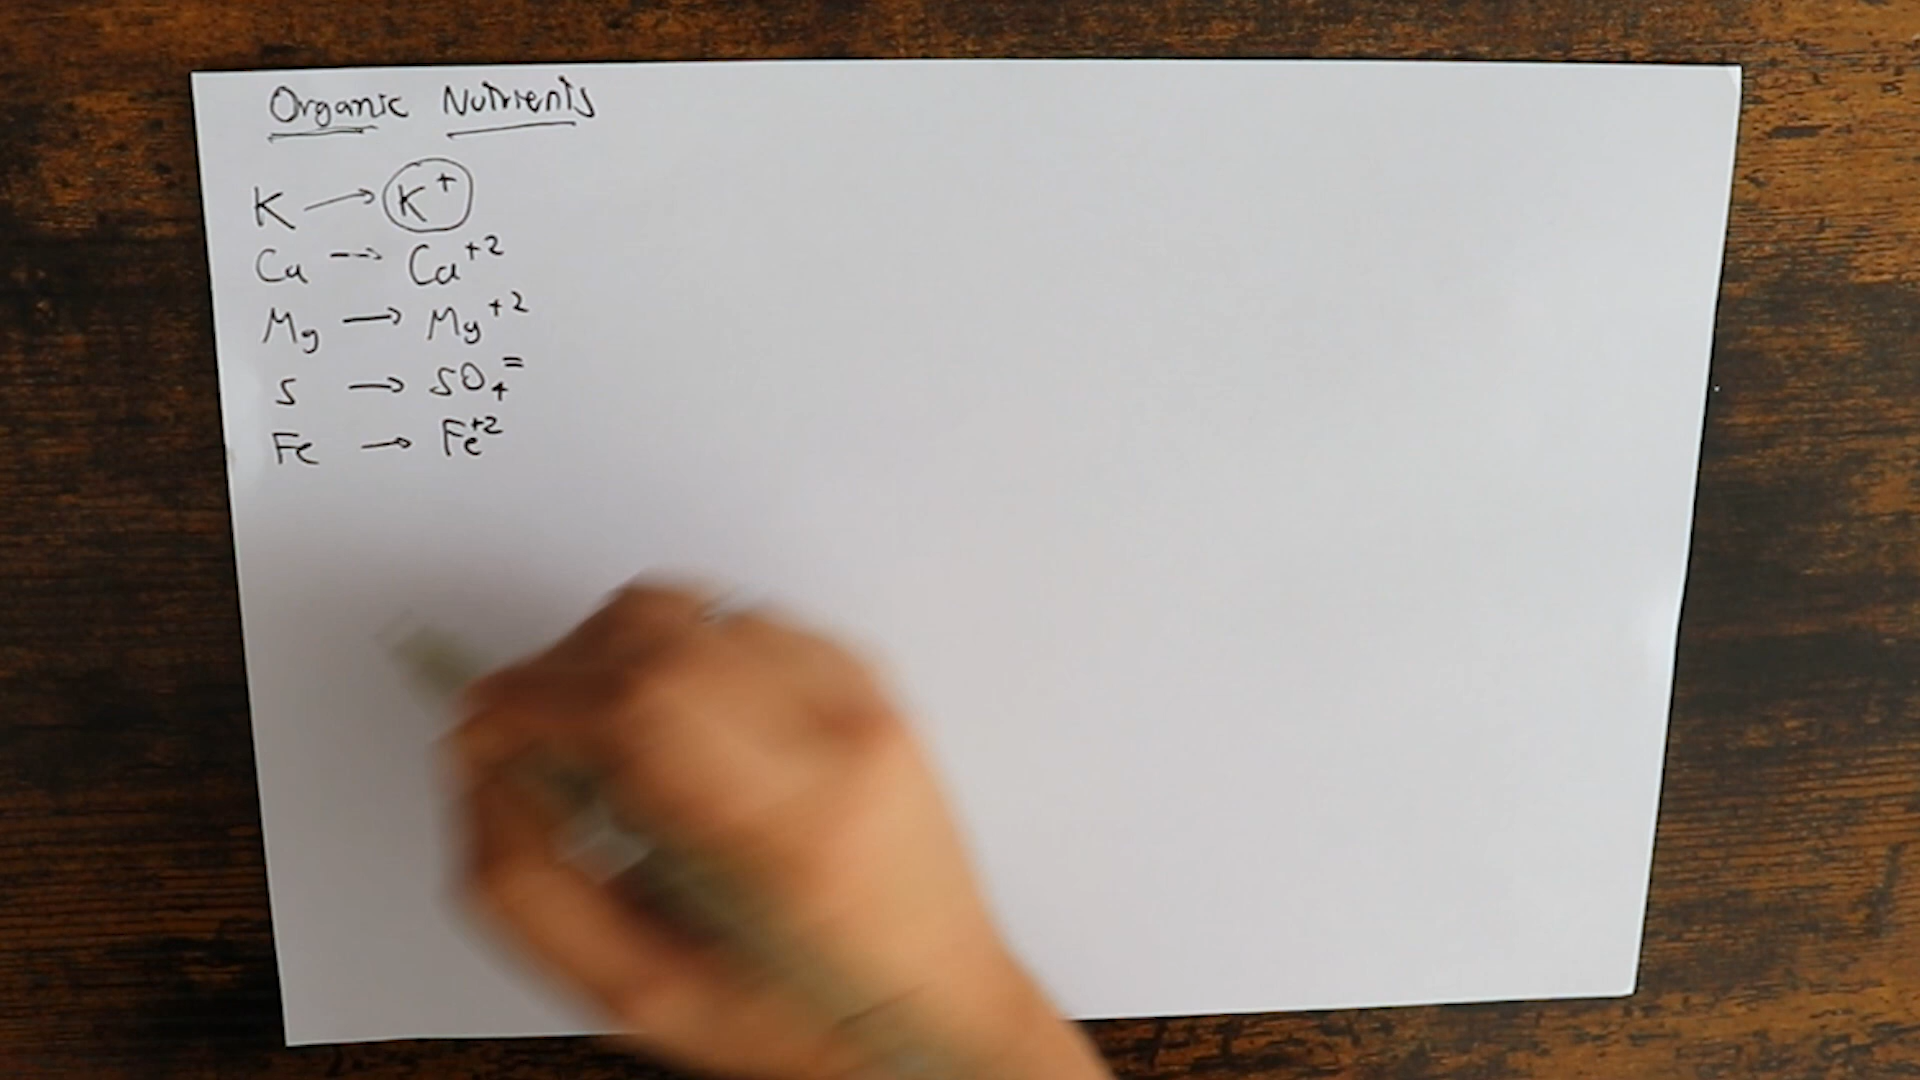 Organic Nutrients
K → K⁺
Ca → Ca⁺²
Mg → Mg⁺²
S → SO₄⁼
Fe → Fe⁺²